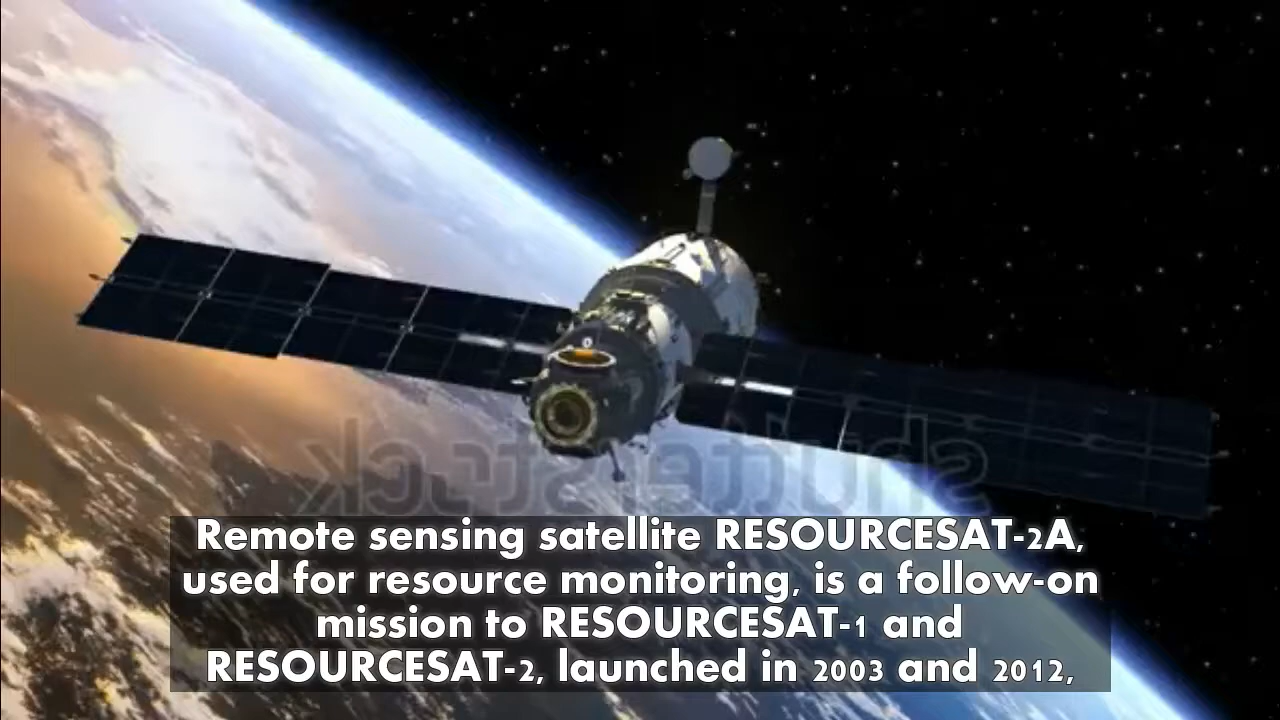 shutterstock
Remote sensing satellite RESOURCESAT-2A,
used for resource monitoring, is a follow-on
mission to RESOURCESAT-1 and
RESOURCESAT-2, launched in 2003 and 2012,